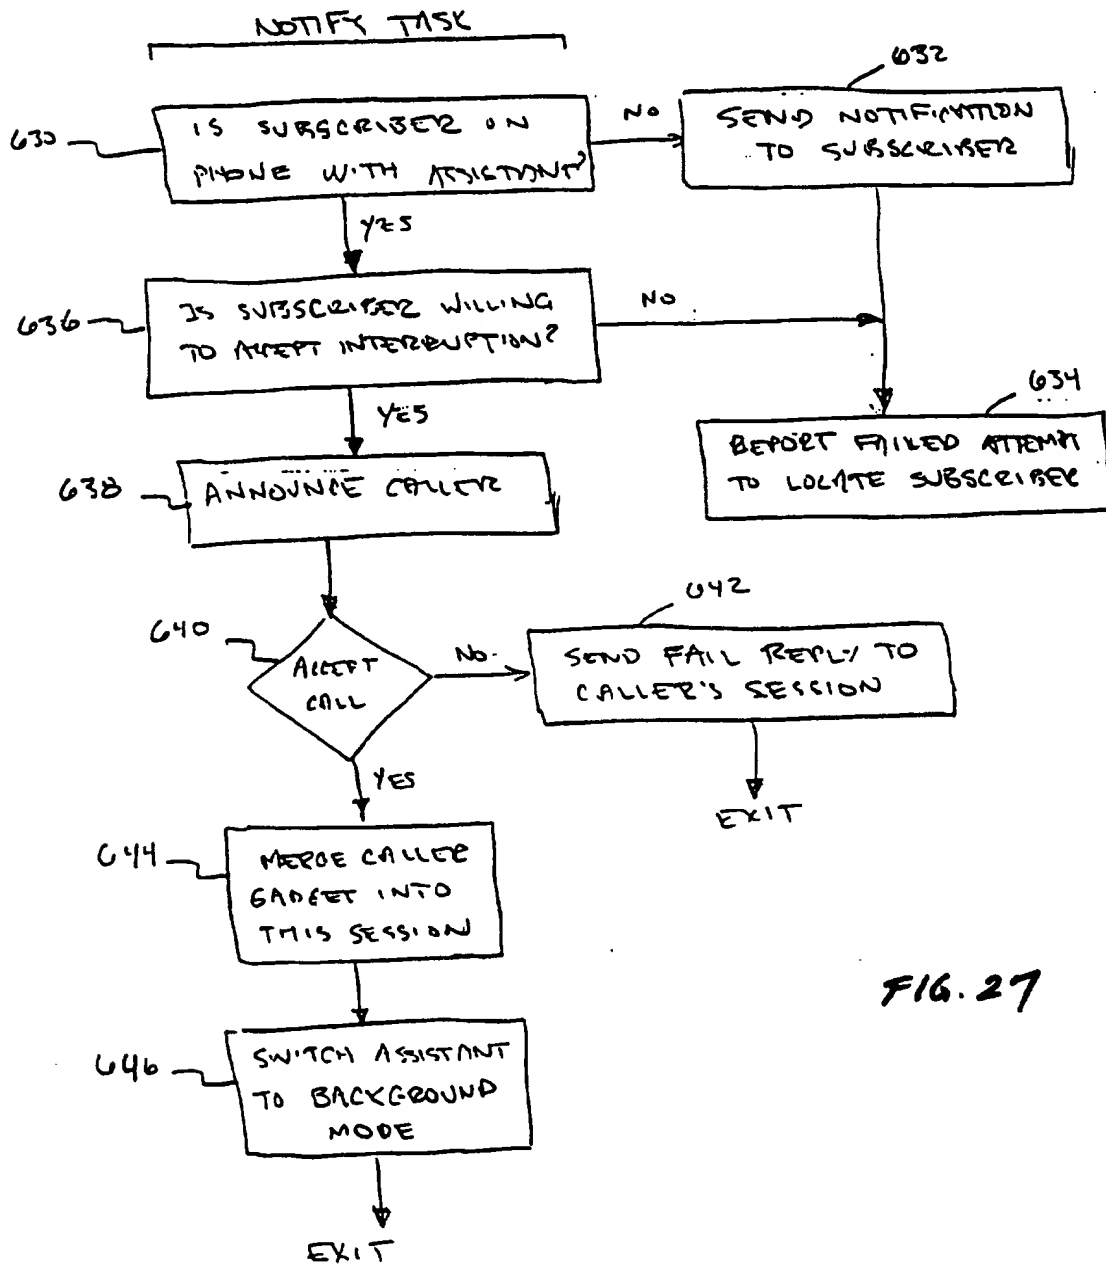 NOTIFY TASK
632
630
IS SUBSCRIBER ON
PHONE WITH ASSISTANT?
NO
SEND NOTIFICATION
TO SUBSCRIBER
YES
636
IS SUBSCRIBER WILLING
TO ACCEPT INTERRUPTION?
NO
634
YES
REPORT FAILED ATTEMPT
TO LOCATE SUBSCRIBER
638
ANNOUNCE CALLER
642
640
ACCEPT
CALL
NO.
SEND FAIL REPLY TO
CALLER'S SESSION
YES
EXIT
644
MERGE CALLER
GADGET INTO
THIS SESSION
FIG. 27
646
SWITCH ASSISTANT
TO BACKGROUND
MODE
EXIT